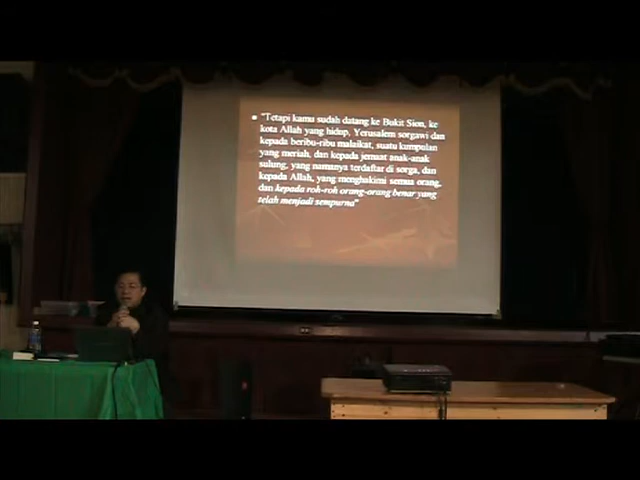 "Tetapi kamu sudah datang ke Bukit Sion, ke
kota Allah yang hidup, Yerusalem sorgawi dan
kepada beribu-ribu malaikat, suatu kumpulan
yang meriah, dan kepada jemaat anak-anak
sulung, yang namanya terdaftar di sorga, dan
kepada Allah, yang menghakimi semua orang,
dan kepada roh-roh orang-orang benar yang
telah menjadi sempurna"